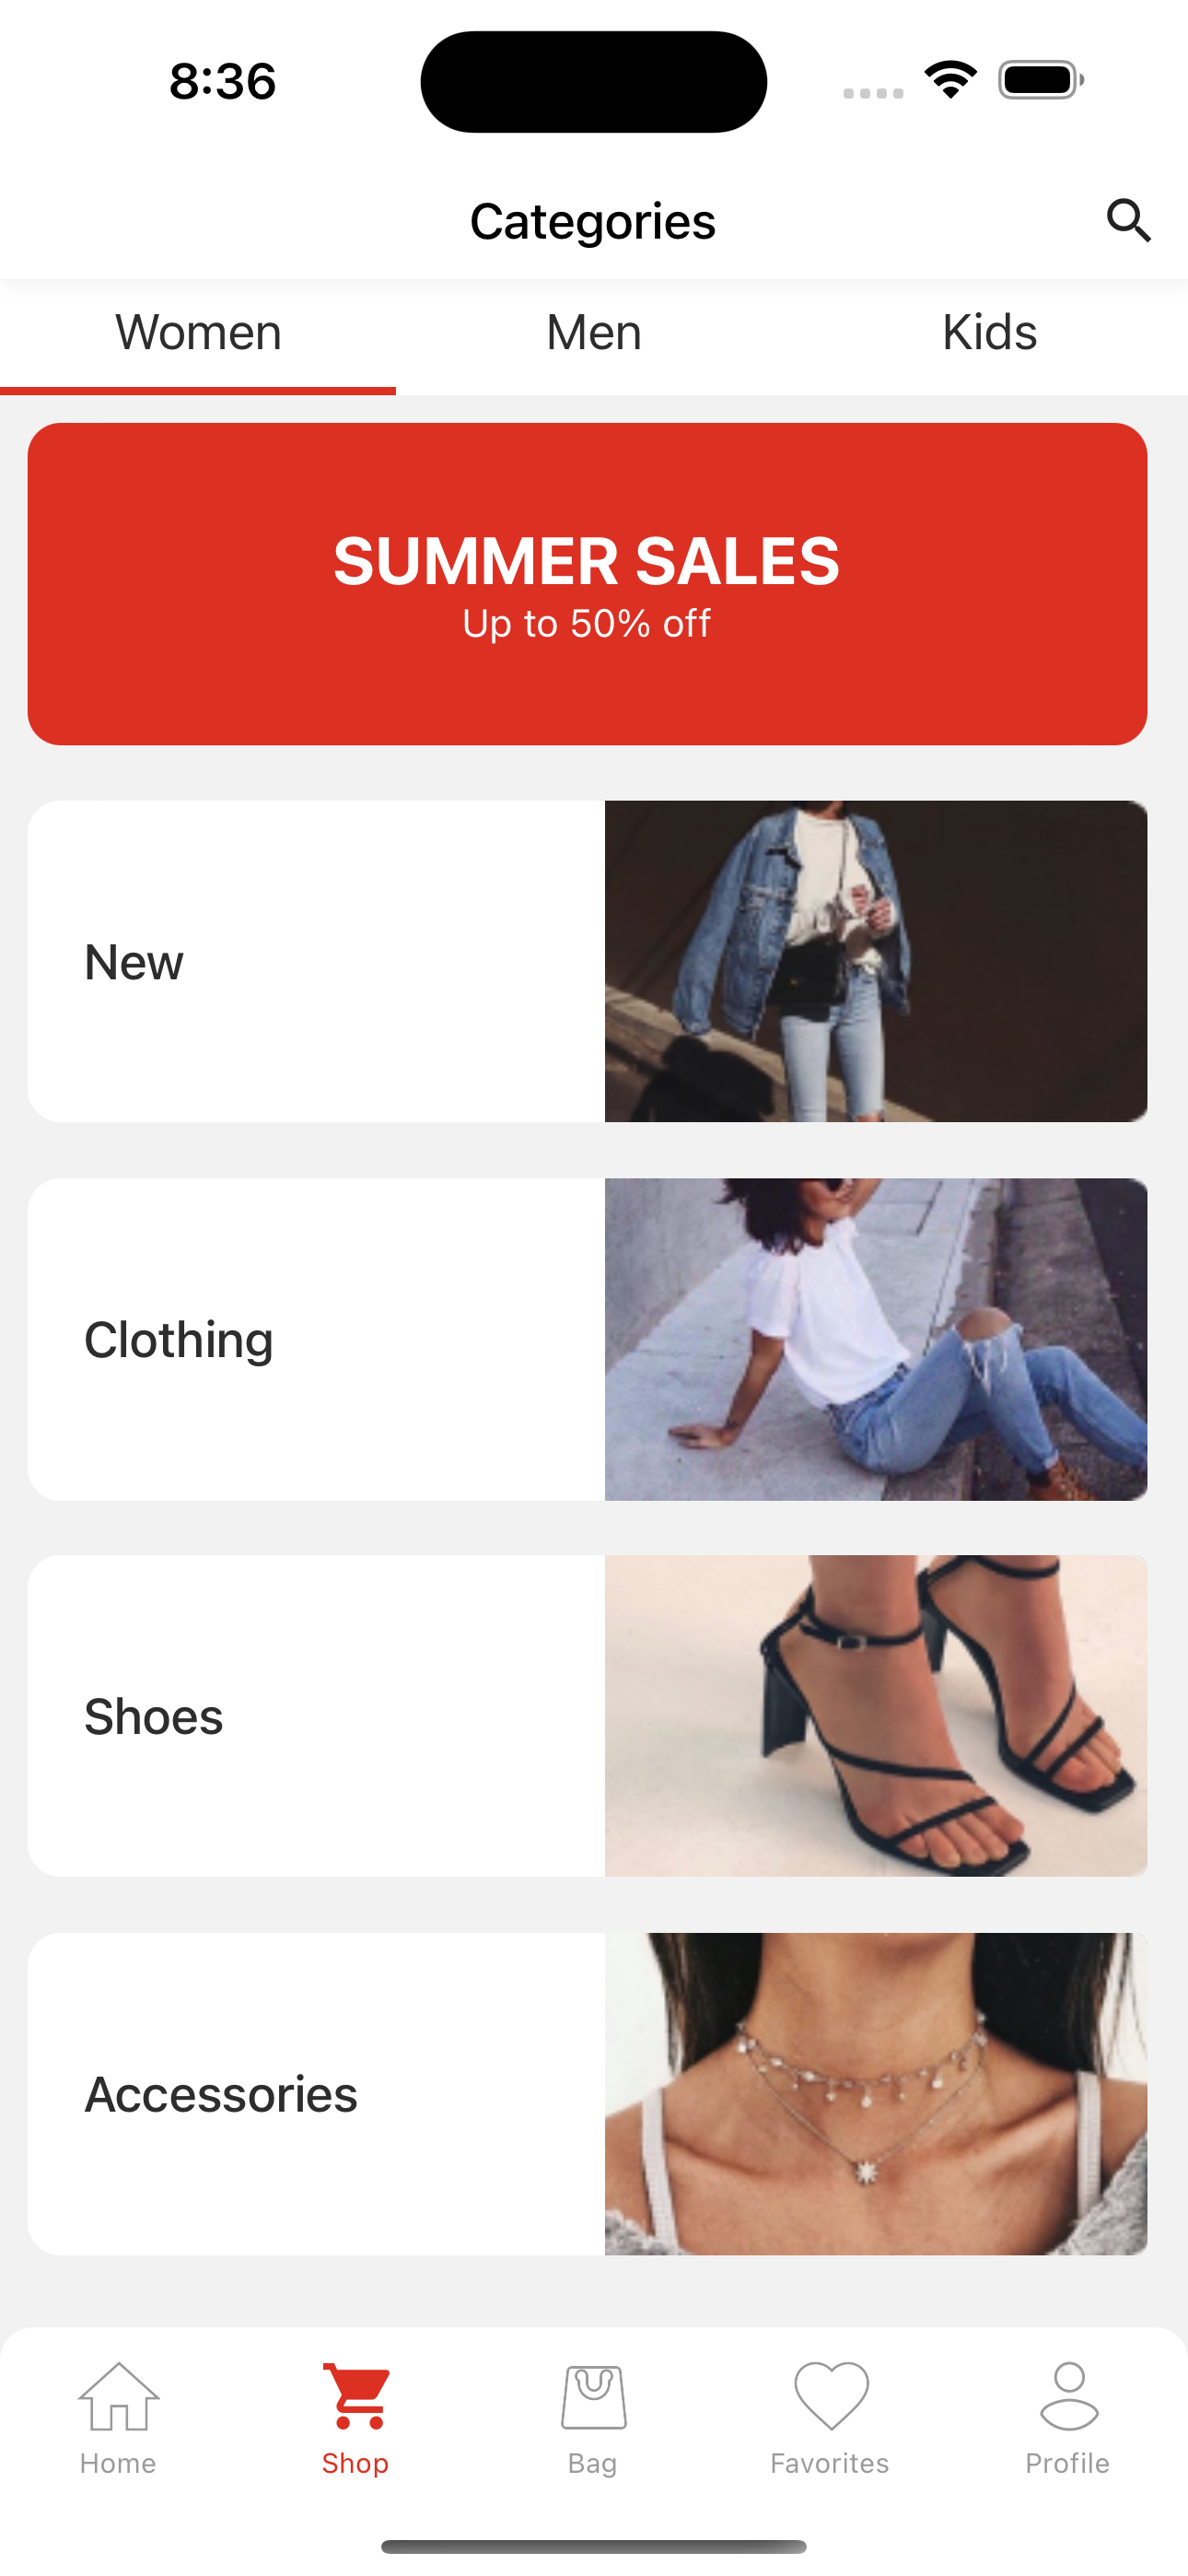 8:36
Categories
Women
Men
Kids
SUMMER SALES
Up to 50% off
New
Clothing
Shoes
Accessories
Home
Shop
Bag
Favorites
Profile